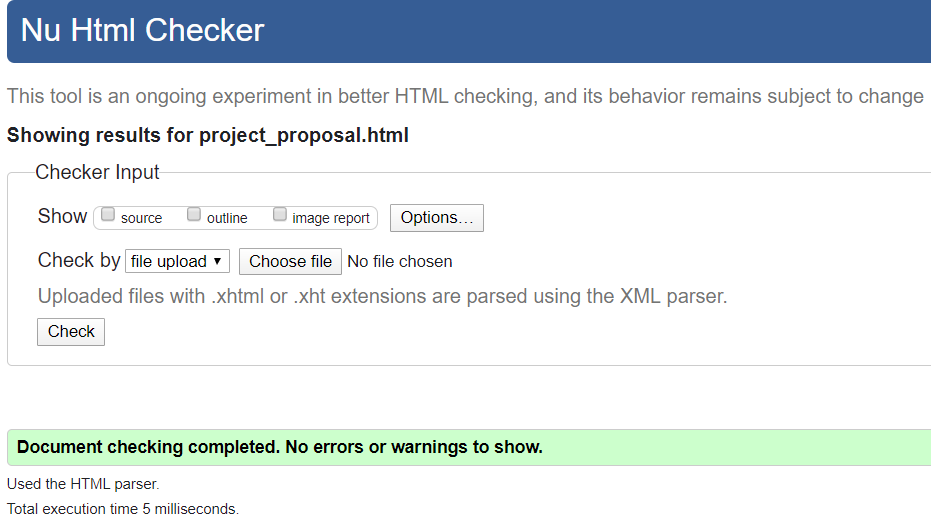 Nu Html Checker
This tool is an ongoing experiment in better HTML checking, and its behavior remains subject to change
Showing results for project_proposal.html
Checker Input
Show source outline image report Options…
Check by file upload Choose file No file chosen
Uploaded files with .xhtml or .xht extensions are parsed using the XML parser.
Check
Document checking completed. No errors or warnings to show.
Used the HTML parser.
Total execution time 5 milliseconds.